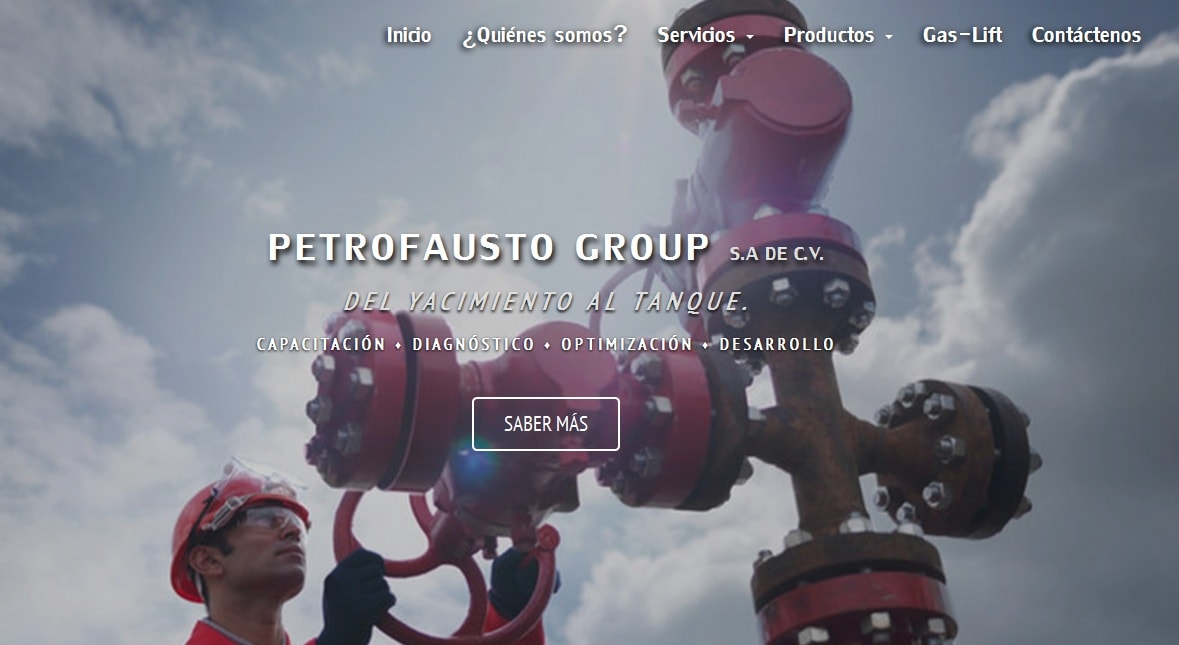 Inicio ¿Quiénes somos? Servicios Productos Gas-Lift Contáctenos
PETROFAUSTO GROUP S.A DE C.V.
DEL YACIMIENTO AL TANQUE.
CAPACITACIÓN ♦ DIAGNÓSTICO ♦ OPTIMIZACIÓN ♦ DESARROLLO
SABER MÁS